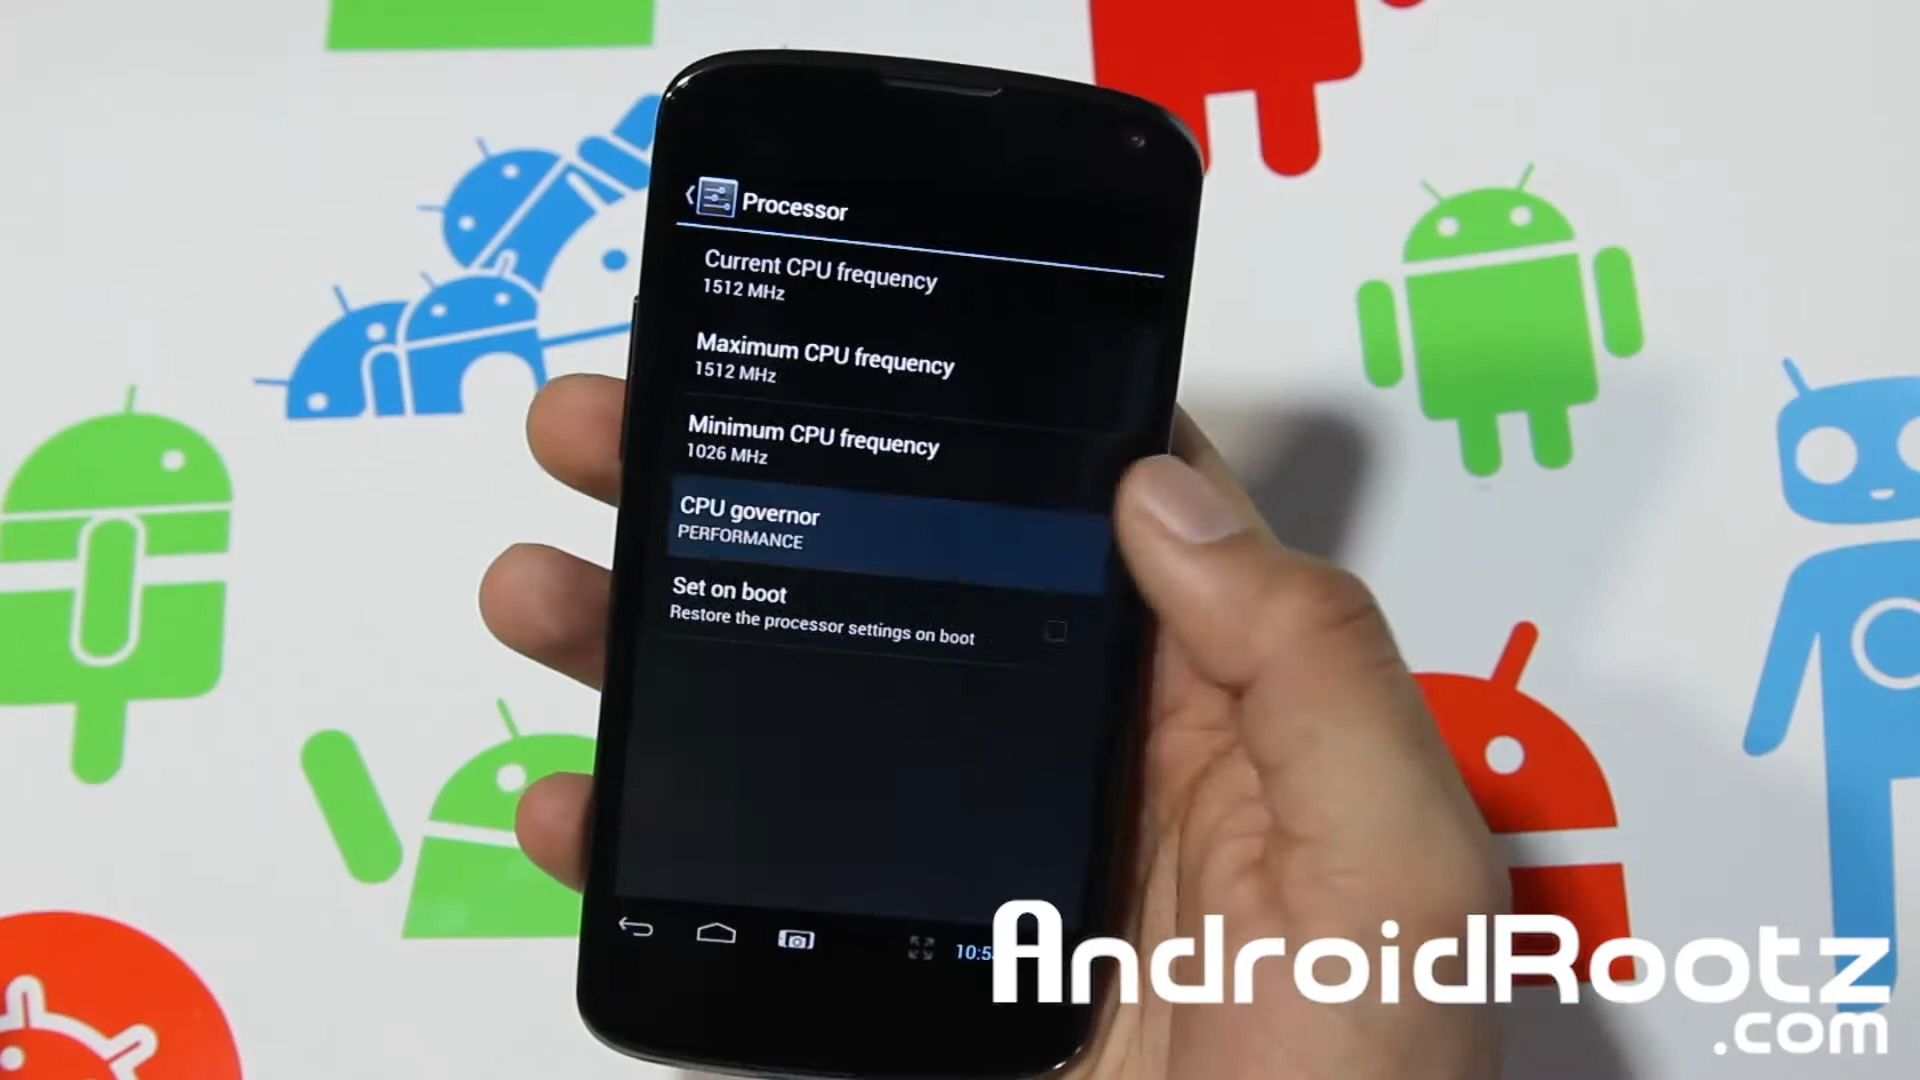 Processor
Current CPU frequency
1512 MHz
Maximum CPU frequency
1512 MHz
Minimum CPU frequency
1026 MHz
CPU governor
PERFORMANCE
Set on boot
Restore the processor settings on boot
AndroidRootz
.com